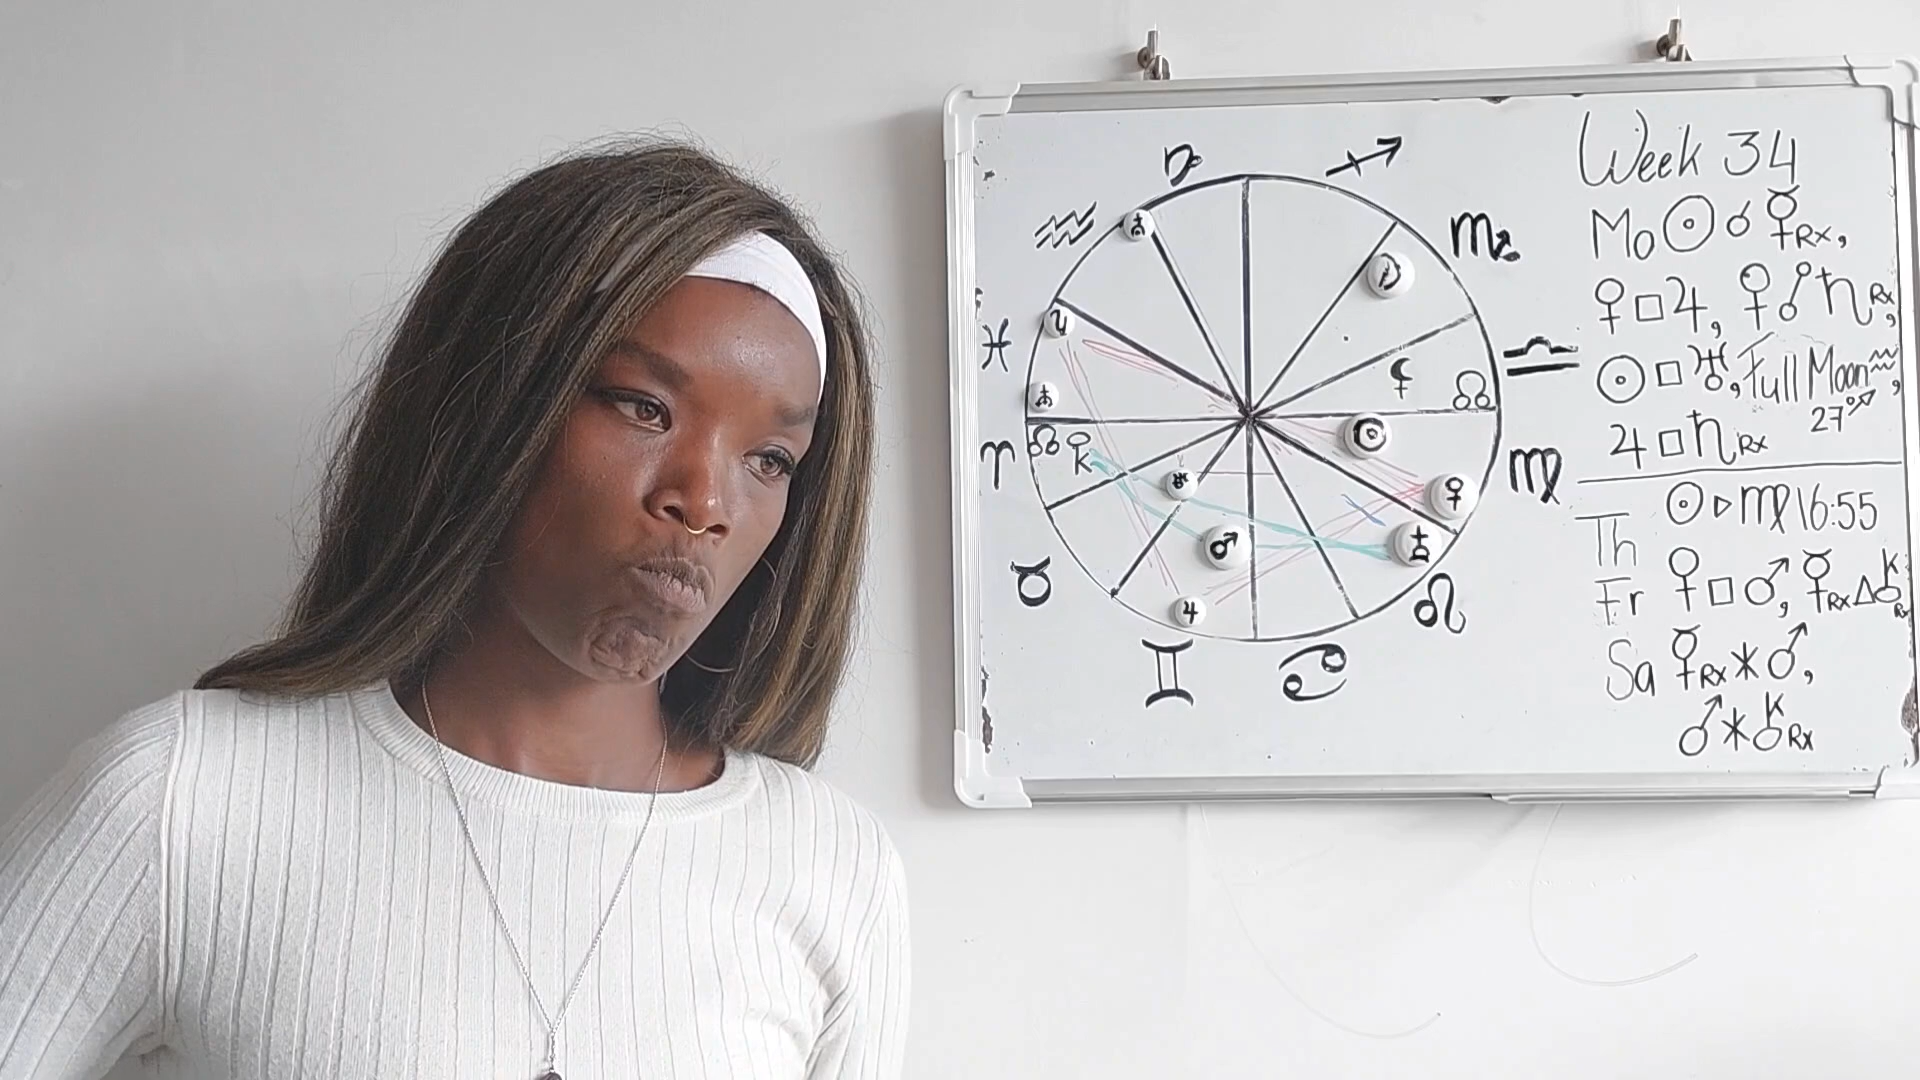 Week 34
Mo ☉ ☌ ☿Rx,
♀ □ ♃, ♀ ☍ ♄Rx,
☉ □ ♅, Full Moon ♒,
27° ♐
♃ □ ♄Rx
☉ ▷ ♍ 16:55
Th
Fr ♀ □ ♂, ☿Rx △ ⚷Rx
Sa ☿Rx ⚹ ♂,
♂ ⚹ ⚷Rx
♑ ♐
♒ ♏
♓ ♎
♈ ♍
♉ ♌
♊ ♋